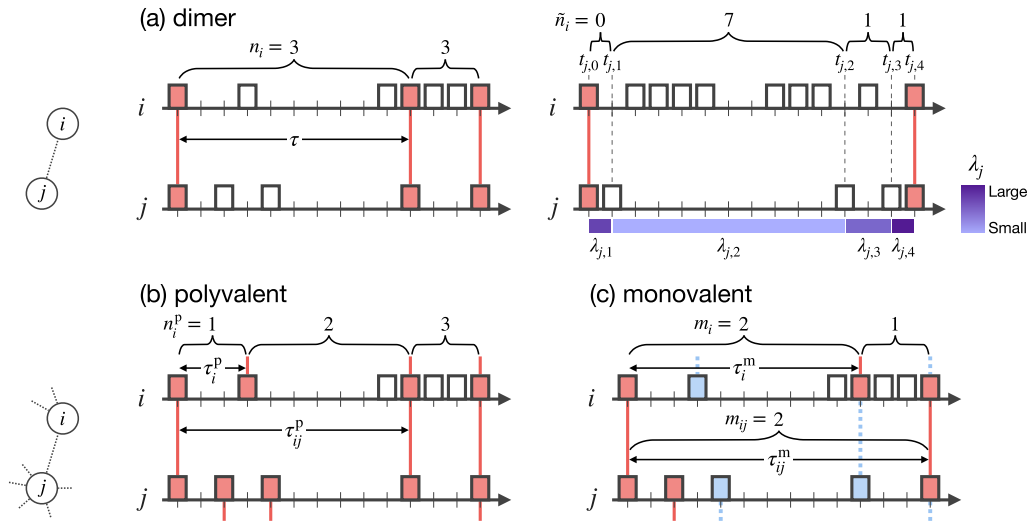 (a) dimer
n_i = 3
3
i
τ
j
i
j
ñ_i = 0
7
1
1
t_{j,0}
t_{j,1}
t_{j,2}
t_{j,3}
t_{j,4}
i
j
λ_{j,1}
λ_{j,2}
λ_{j,3}
λ_{j,4}
λ_j
Large
Small
(b) polyvalent
n_i^p = 1
2
3
τ_i^p
i
τ_{ij}^p
j
i
j
(c) monovalent
m_i = 2
1
τ_i^m
i
m_{ij} = 2
τ_{ij}^m
j